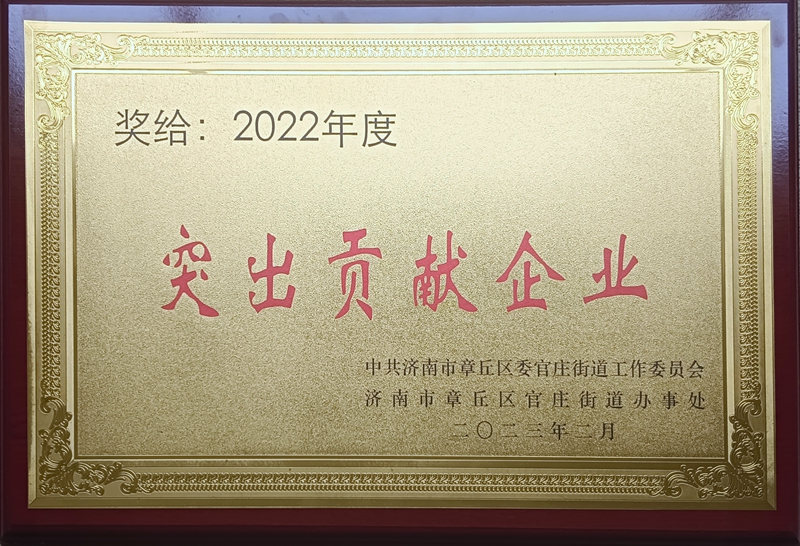 奖给：2022年度
突出贡献企业
中共济南市章丘区委官庄街道工作委员会
济南市章丘区官庄街道办事处
二〇二三年二月